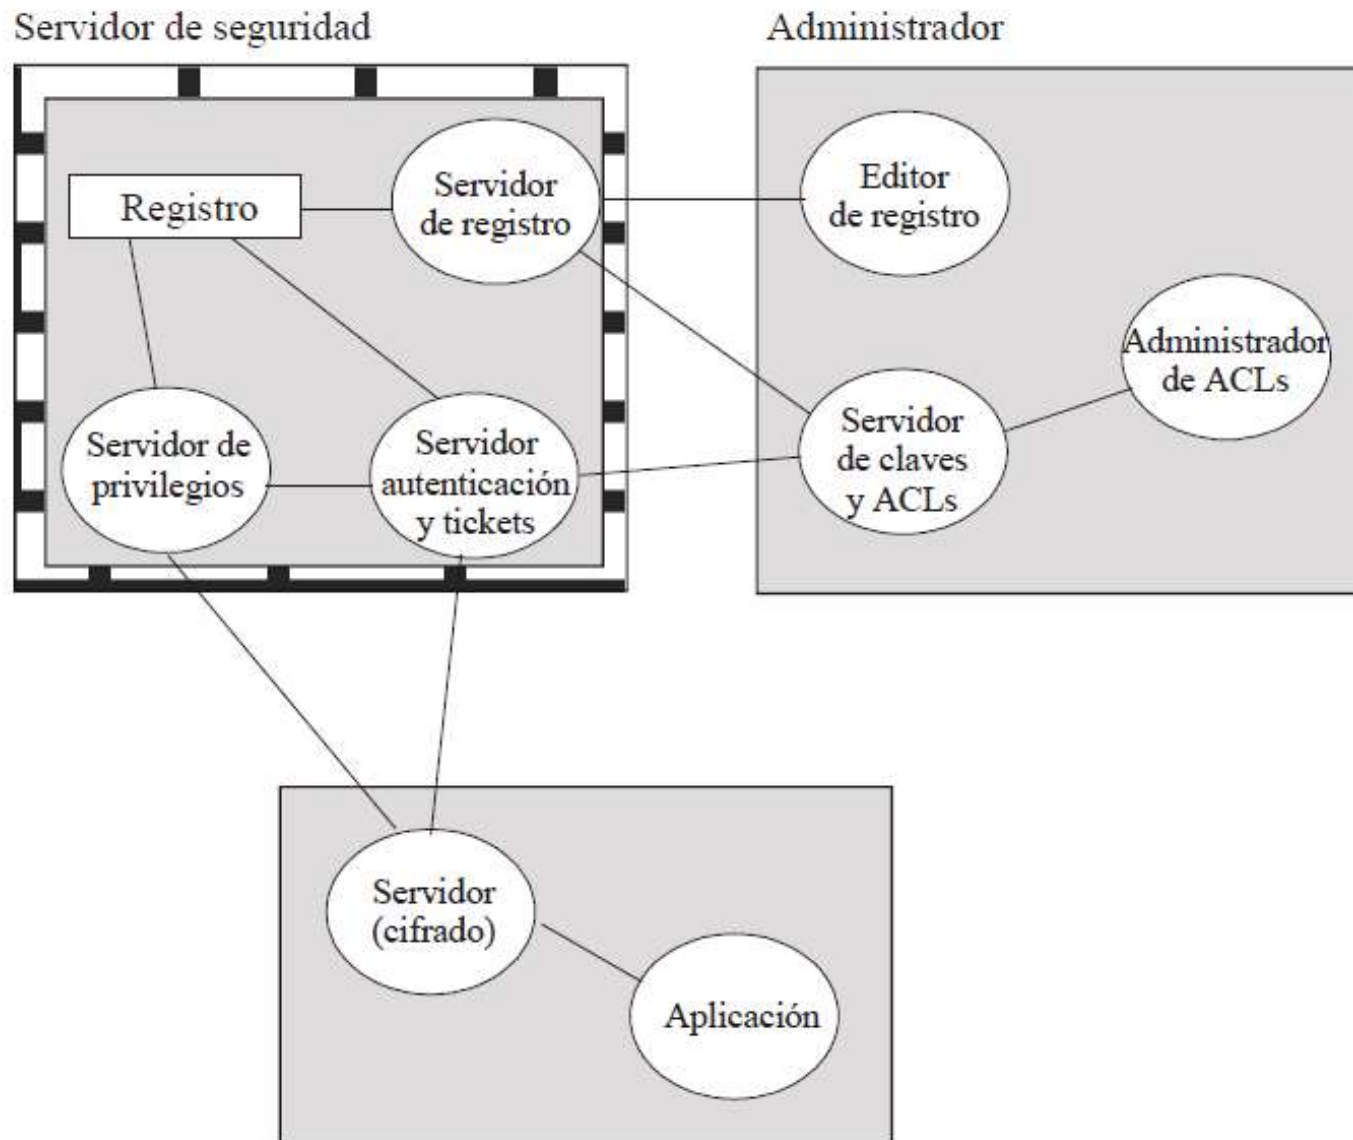 Servidor de seguridad
Administrador
Registro
Servidor
de registro
Editor
de registro
Administrador
de ACLs
Servidor de
privilegios
Servidor
autenticación
y tickets
Servidor
de claves
y ACLs
Servidor
(cifrado)
Aplicación